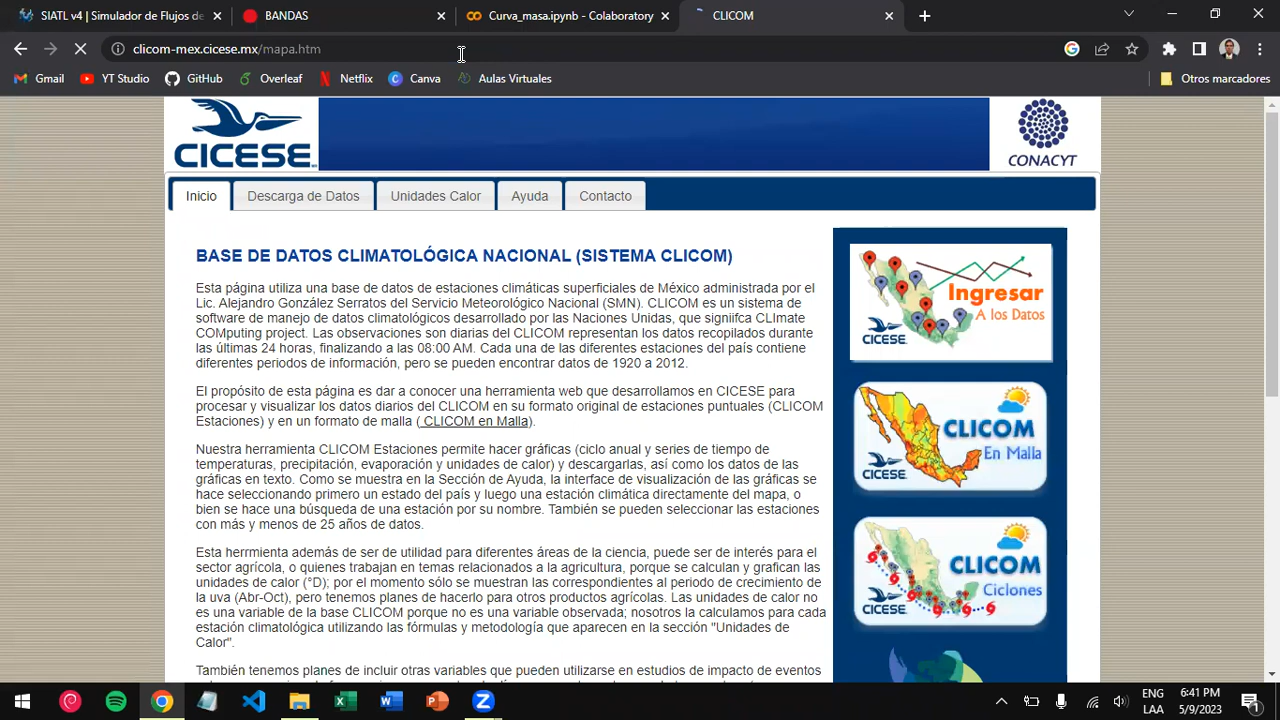 SIATL v4 | Simulador de Flujos de
BANDAS
Curva_masa.ipynb - Colaboratory
CLICOM
clicom-mex.cicese.mx/mapa.htm
Gmail
YT Studio
GitHub
Overleaf
Netflix
Canva
Aulas Virtuales
Otros marcadores
CICESE
CONACYT
Inicio
Descarga de Datos
Unidades Calor
Ayuda
Contacto
BASE DE DATOS CLIMATOLÓGICA NACIONAL (SISTEMA CLICOM)
Esta página utiliza una base de datos de estaciones climáticas superficiales de México administrada por el
Lic. Alejandro González Serratos del Servicio Meteorológico Nacional (SMN). CLICOM es un sistema de
software de manejo de datos climatológicos desarrollado por las Naciones Unidas, que signiifca CLImate
COMputing project. Las observaciones son diarias del CLICOM representan los datos recopilados durante
las últimas 24 horas, finalizando a las 08:00 AM. Cada una de las diferentes estaciones del país contiene
diferentes periodos de información, pero se pueden encontrar datos de 1920 a 2012.
El propósito de esta página es dar a conocer una herramienta web que desarrollamos en CICESE para
procesar y visualizar los datos diarios del CLICOM en su formato original de estaciones puntuales (CLICOM
Estaciones) y en un formato de malla ( CLICOM en Malla).
Nuestra herramienta CLICOM Estaciones permite hacer gráficas (ciclo anual y series de tiempo de
temperaturas, precipitación, evaporación y unidades de calor) y descargarlas, así como los datos de las
gráficas en texto. Como se muestra en la Sección de Ayuda, la interface de visualización de las gráficas se
hace seleccionando primero un estado del país y luego una estación climática directamente del mapa, o
bien se hace una búsqueda de una estación por su nombre. También se pueden seleccionar las estaciones
con más y menos de 25 años de datos.
Esta herrmienta además de ser de utilidad para diferentes áreas de la ciencia, puede ser de interés para el
sector agrícola, o quienes trabajan en temas relacionados a la agricultura, porque se calculan y grafican las
unidades de calor (°D); por el momento sólo se muestran las correspondientes al periodo de crecimiento de
la uva (Abr-Oct), pero tenemos planes de hacerlo para otros productos agrícolas. Las unidades de calor no
es una variable de la base CLICOM porque no es una variable observada; nosotros la calculamos para cada
estación climatológica utilizando las fórmulas y metodología que aparecen en la sección "Unidades de
Calor".
También tenemos planes de incluir otras variables que pueden utilizarse en estudios de impacto de eventos
Ingresar
A los Datos
CICESE
CLICOM
En Malla
CICESE
CLICOM
Ciclones
CICESE
ENG
LAA
6:41 PM
5/9/2023
1